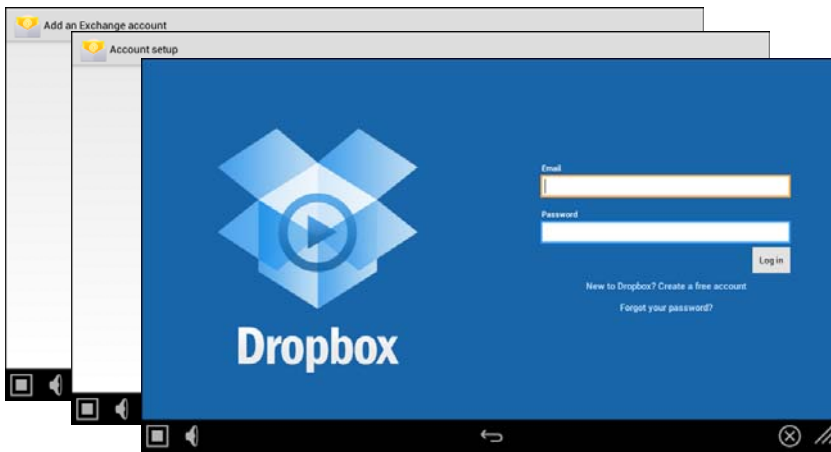 Add an Exchange account
Account setup
Email
Password
Log in
New to Dropbox? Create a free account
Forgot your password?
Dropbox